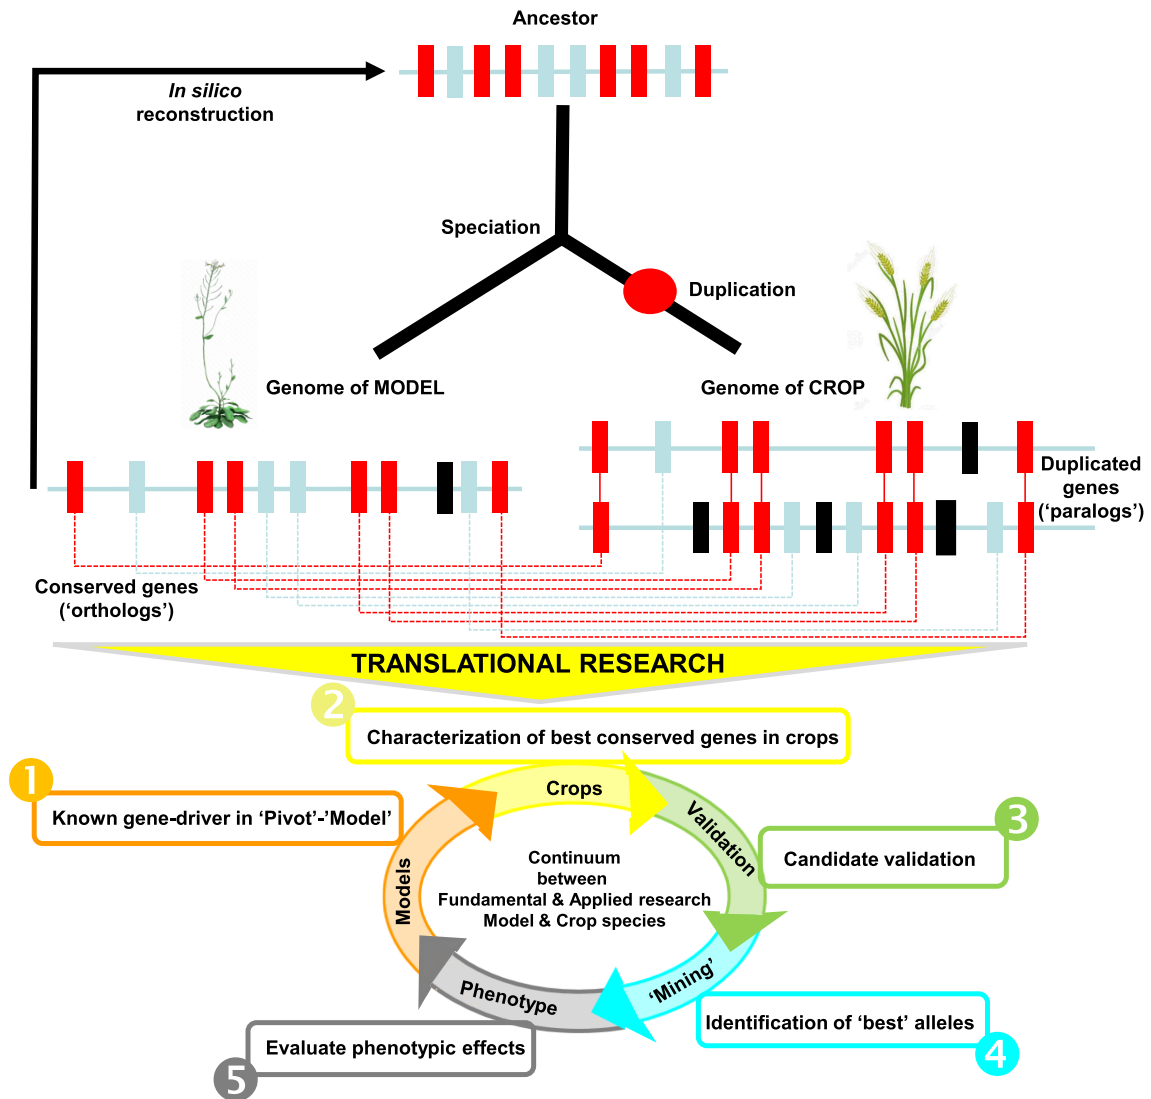 Ancestor
In silico
reconstruction
Speciation
Duplication
Genome of MODEL
Genome of CROP
Duplicated
genes
(‘paralogs’)
Conserved genes
(‘orthologs’)
TRANSLATIONAL RESEARCH
2
Characterization of best conserved genes in crops
1
Known gene-driver in ‘Pivot’-’Model’
Crops
Validation
3
Candidate validation
Continuum
between
Fundamental & Applied research
Model & Crop species
Models
‘Mining’
Phenotype
Identification of ‘best’ alleles
4
Evaluate phenotypic effects
5